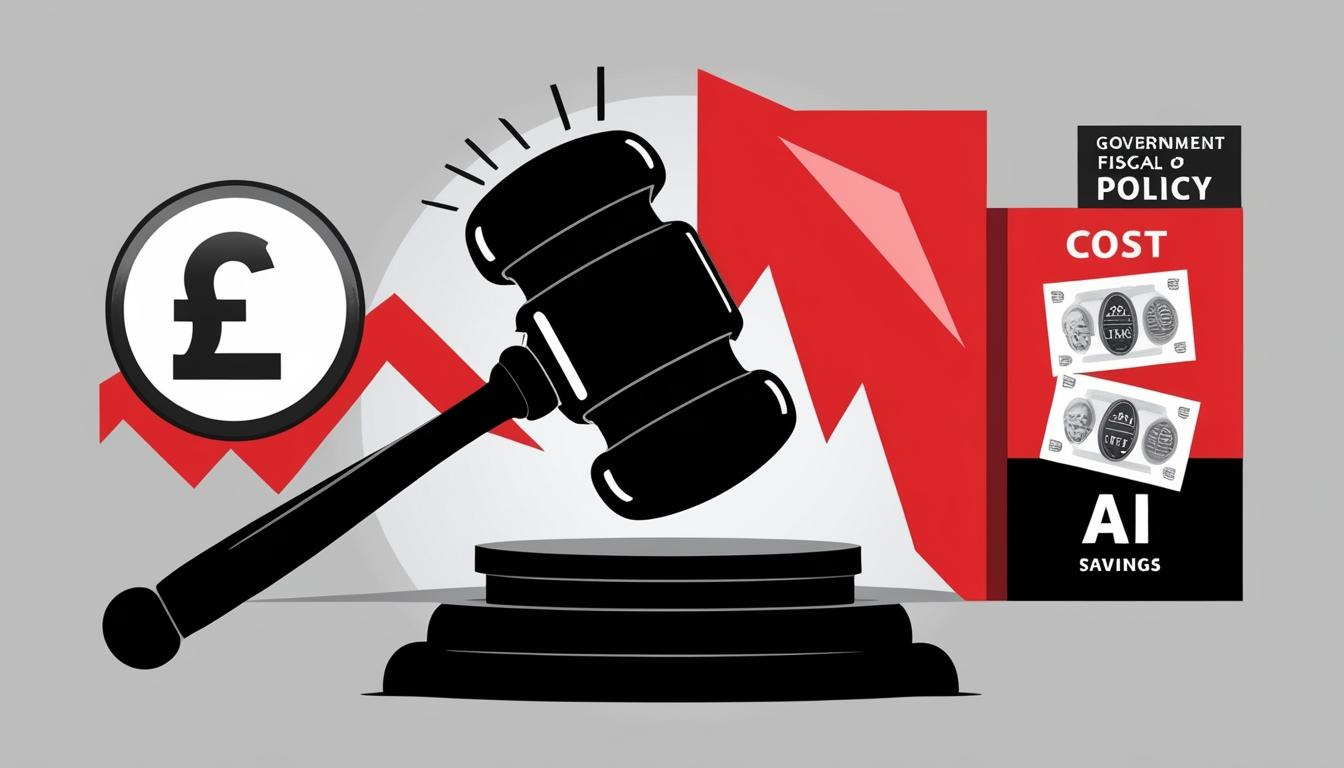 £
GOVERNMENT
FISCAL O
POLICY
COST
AI
SAVINGS